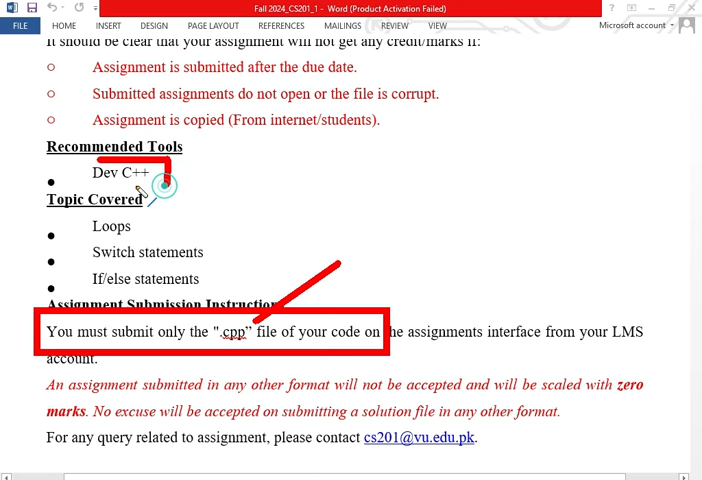 Fall 2024_CS201_1 - Word (Product Activation Failed)
FILE HOME INSERT DESIGN PAGE LAYOUT REFERENCES MAILINGS REVIEW VIEW Microsoft account
It should be clear that your assignment will not get any credit/marks if:
o Assignment is submitted after the due date.
o Submitted assignments do not open or the file is corrupt.
o Assignment is copied (From internet/students).
Recommended Tools
● Dev C++
Topic Covered
● Loops
● Switch statements
● If/else statements
Assignment Submission Instruction
You must submit only the ".cpp” file of your code on the assignments interface from your LMS
account.
An assignment submitted in any other format will not be accepted and will be scaled with zero
marks. No excuse will be accepted on submitting a solution file in any other format.
For any query related to assignment, please contact cs201@vu.edu.pk.